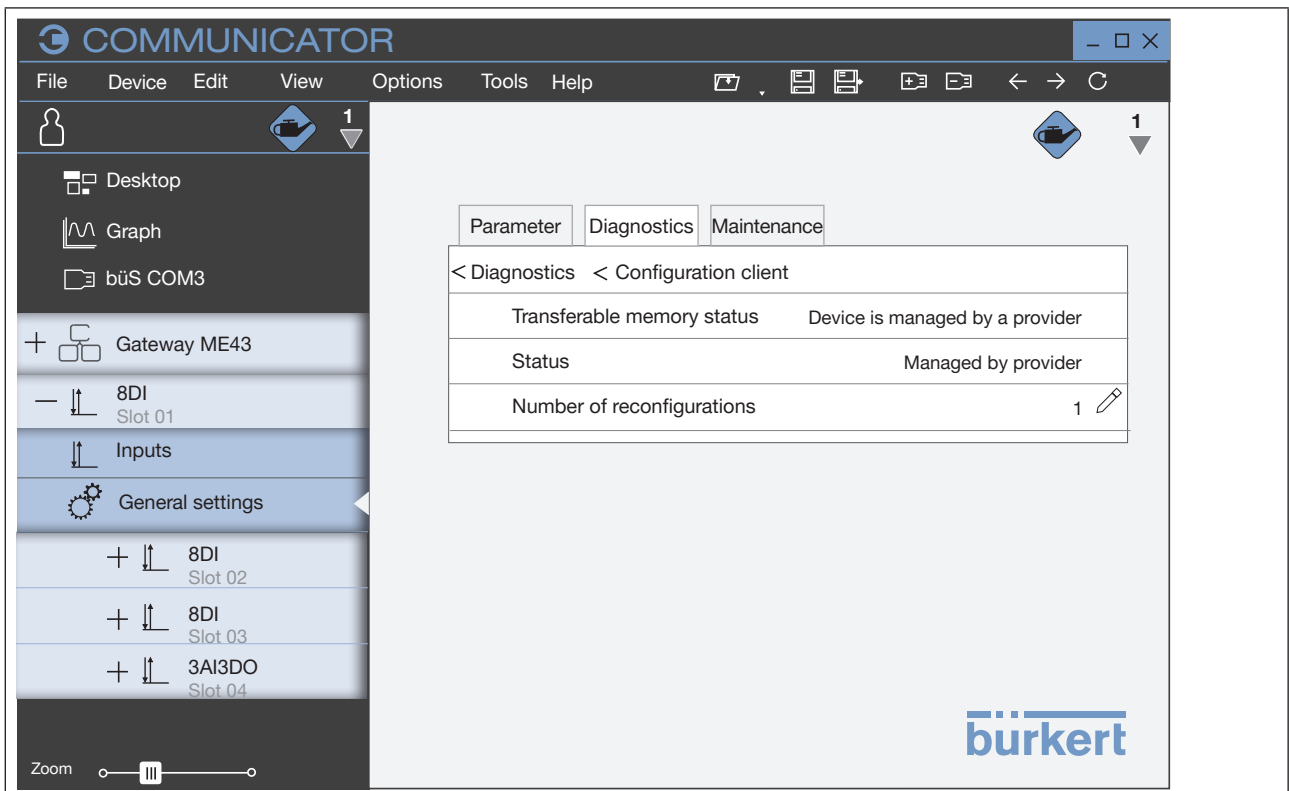 COMMUNICATOR
File Device Edit View Options Tools Help
1
1
Desktop
Graph
büS COM3
Gateway ME43
8DI
Slot 01
Inputs
General settings
8DI
Slot 02
8DI
Slot 03
3AI3DO
Slot 04
Zoom
Parameter Diagnostics Maintenance
< Diagnostics < Configuration client
Transferable memory status Device is managed by a provider
Status Managed by provider
Number of reconfigurations 1
bürkert